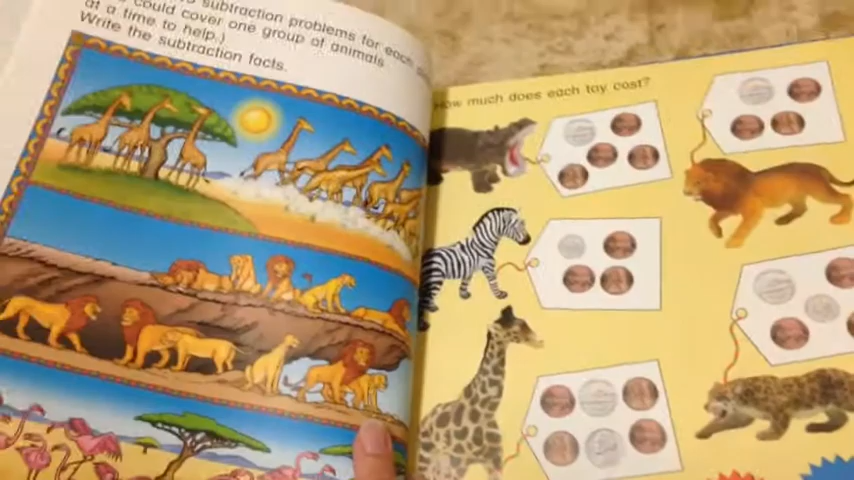 subtraction problems for each
could cover one group of animals
at a time to help.)
Write the subtraction facts.
How much does each toy cost?